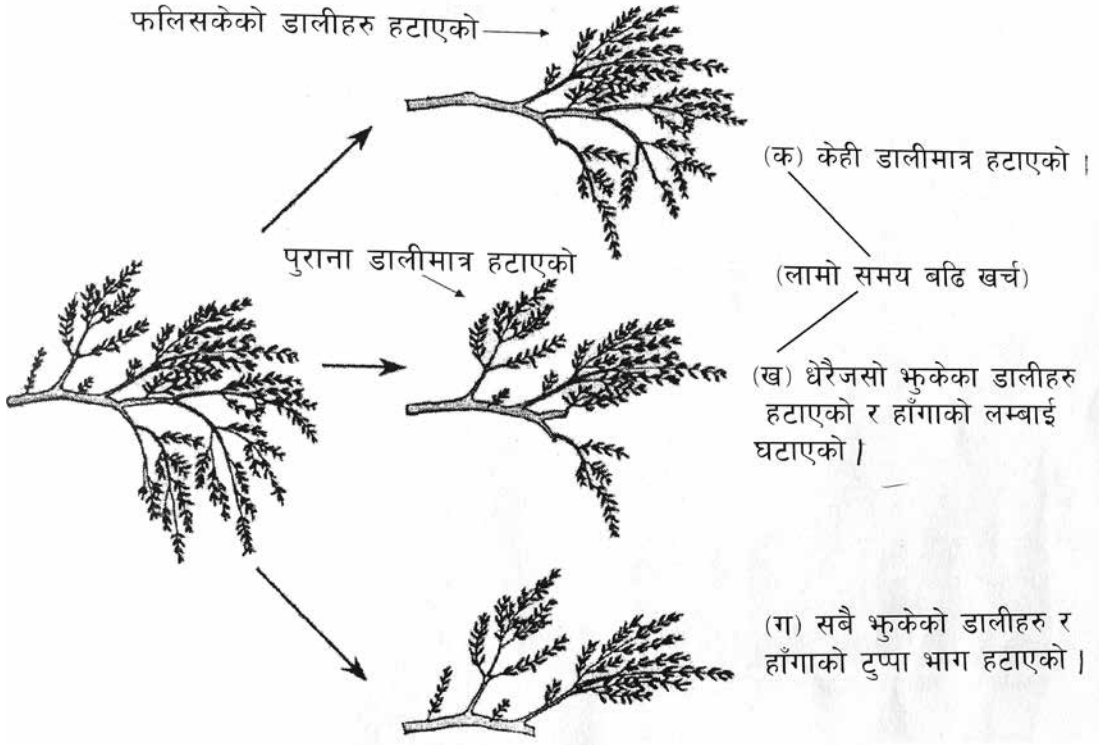 फलिसकेको डालीहरु हटाएको
(क) केही डालीमात्र हटाएको ।
पुराना डालीमात्र हटाएको
(लामो समय बढि खर्च)
(ख) धेरैजसो झुकेका डालीहरु
हटाएको र हाँगाको लम्बाई
घटाएको ।
(ग) सबै झुकेको डालीहरु र
हाँगाको टुप्पा भाग हटाएको ।